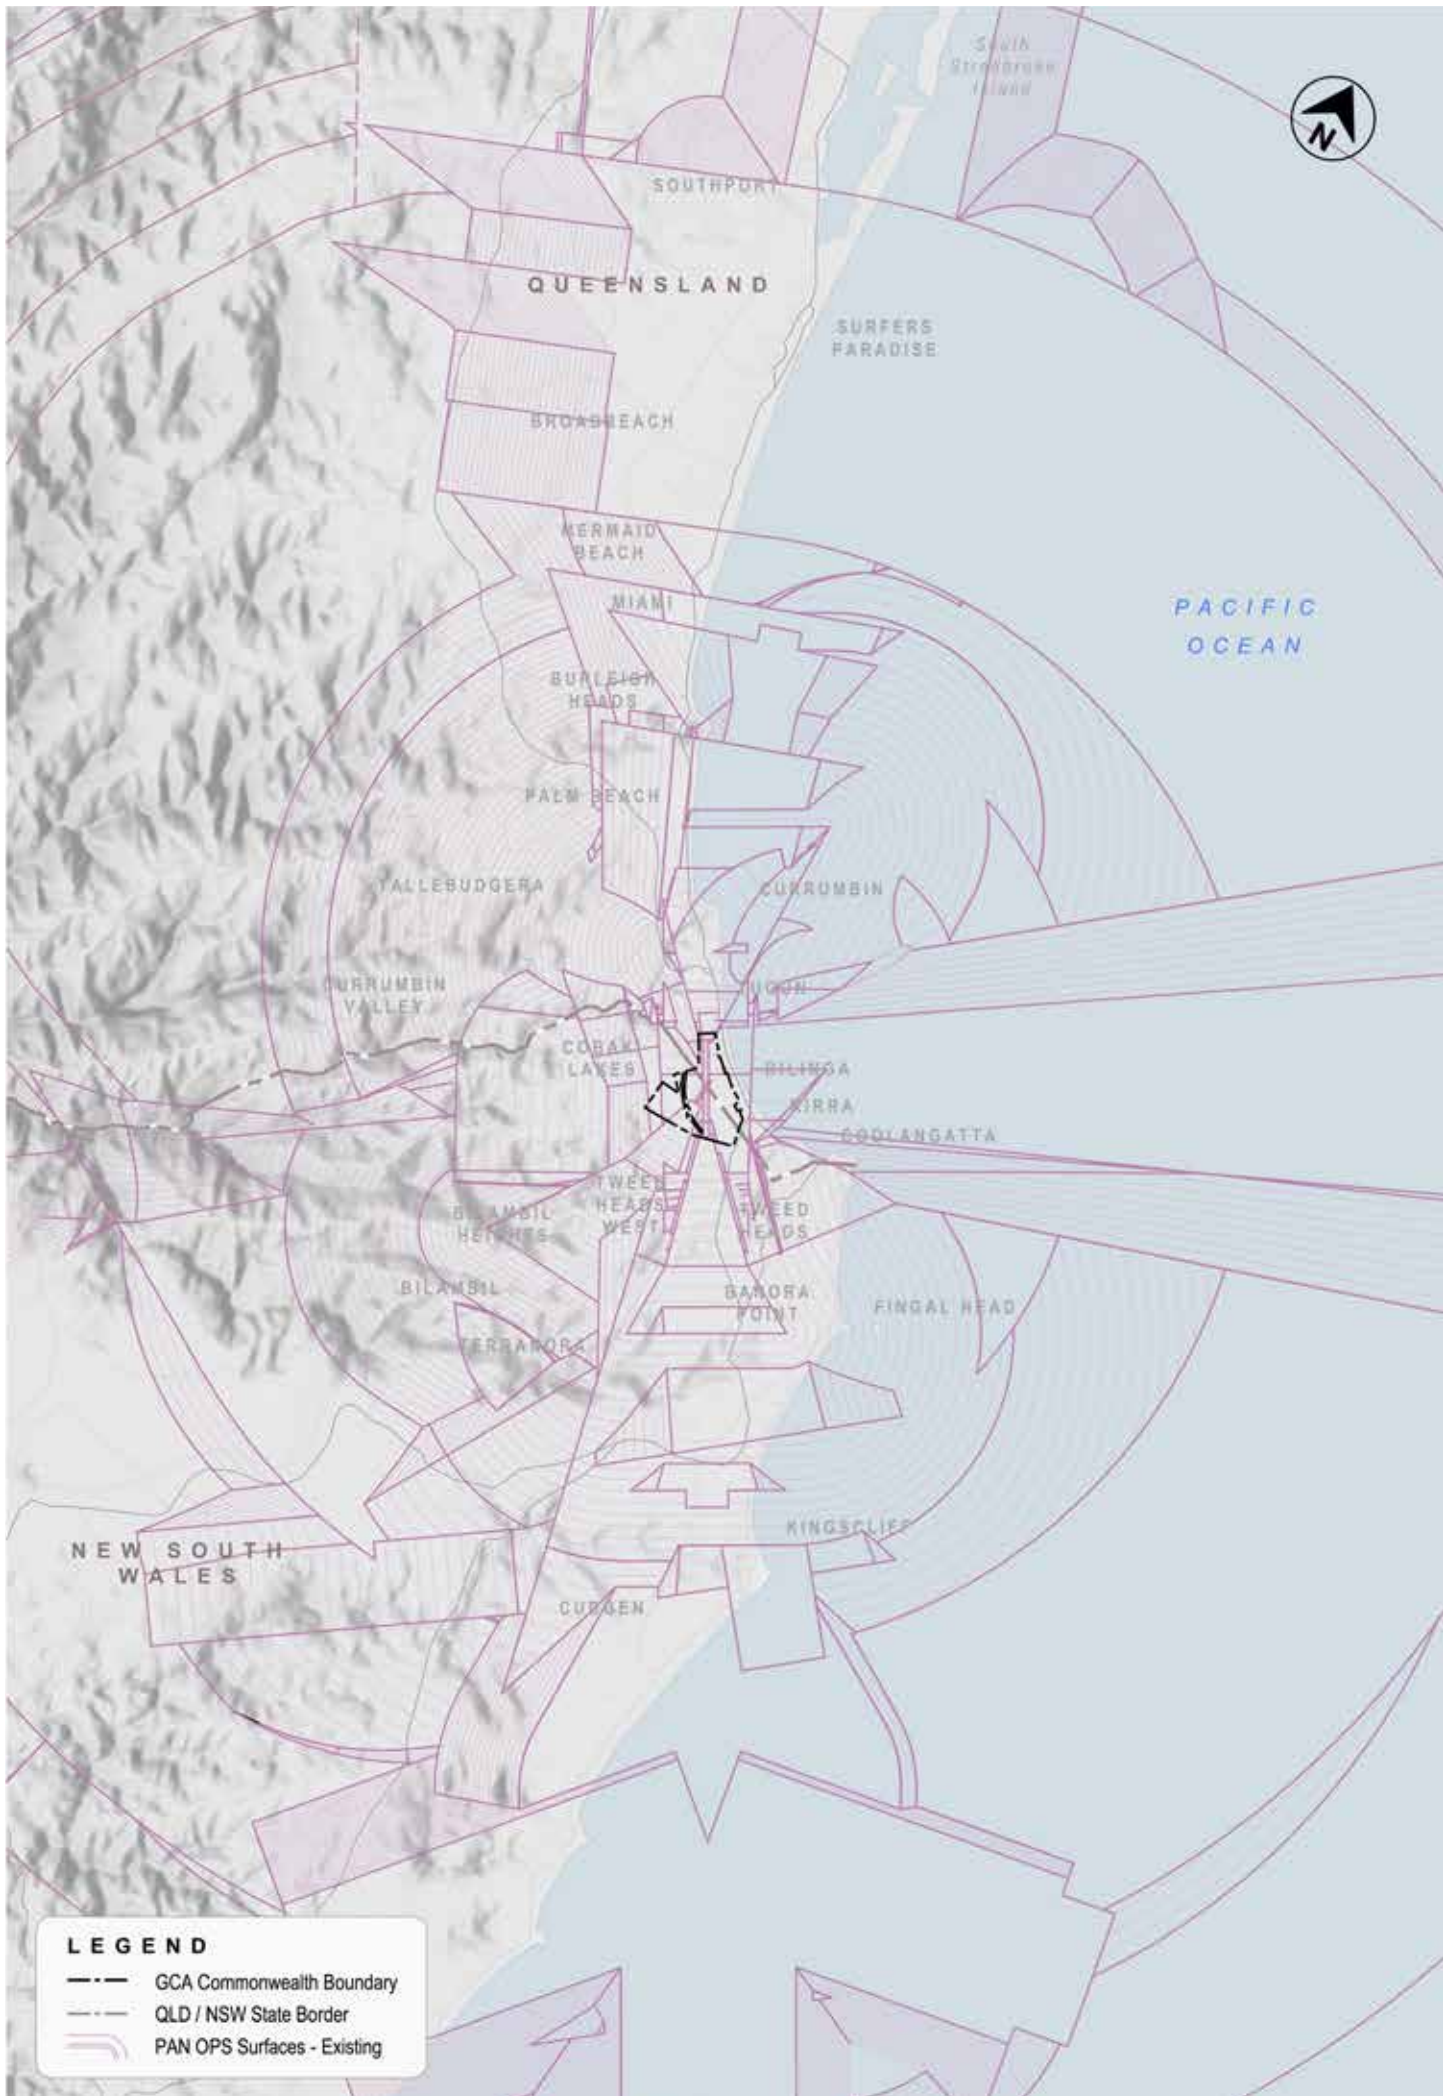 South
Stradbroke
Island
N
SOUTHPORT
QUEENSLAND
SURFERS
PARADISE
BROADBEACH
MERMAID
BEACH
MIAMI
PACIFIC
OCEAN
BURLEIGH
HEADS
PALM BEACH
TALLEBUDGERA
CURRUMBIN
CURRUMBIN
VALLEY
TUGUN
COBAKI
LAKES
BILINGA
KIRRA
COOLANGATTA
TWEED
HEADS
WEST
BILAMBIL
HEIGHTS
TWEED
HEADS
BILAMBIL
BANORA
POINT
FINGAL HEAD
TERRANORA
KINGSCLIFF
NEW SOUTH
WALES
CUDGEN
LEGEND
GCA Commonwealth Boundary
QLD / NSW State Border
PAN OPS Surfaces - Existing